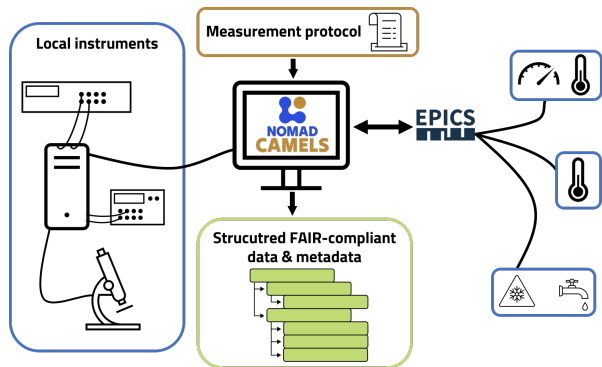 Local instruments
Measurement protocol
NOMAD
CAMELS
EPICS
Strucutred FAIR-compliant
data & metadata